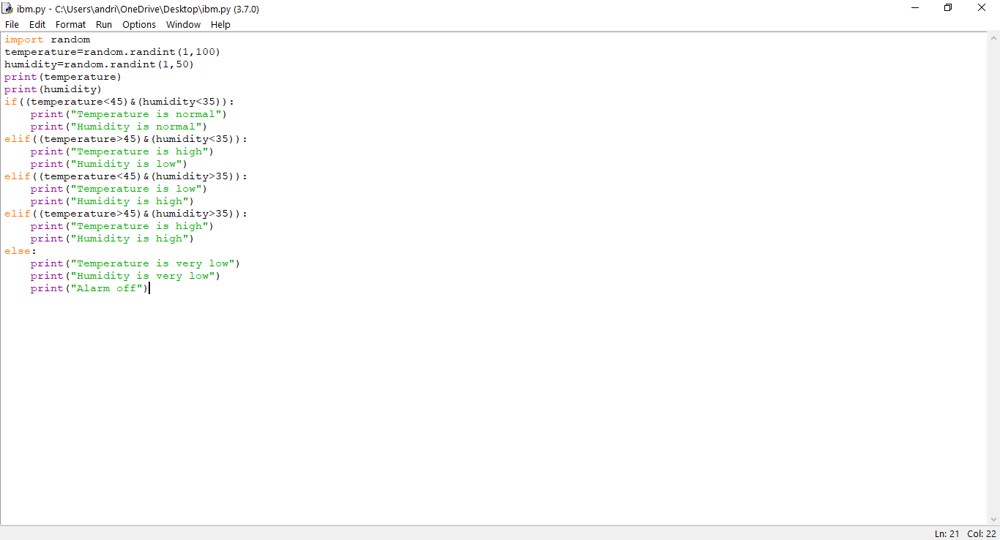 ibm.py - C:\Users\andri\OneDrive\Desktop\ibm.py (3.7.0)
File Edit Format Run Options Window Help
import random
temperature=random.randint(1,100)
humidity=random.randint(1,50)
print(temperature)
print(humidity)
if((temperature<45)&(humidity<35)):
    print("Temperature is normal")
    print("Humidity is normal")
elif((temperature>45)&(humidity<35)):
    print("Temperature is high")
    print("Humidity is low")
elif((temperature<45)&(humidity>35)):
    print("Temperature is low")
    print("Humidity is high")
elif((temperature>45)&(humidity>35)):
    print("Temperature is high")
    print("Humidity is high")
else:
    print("Temperature is very low")
    print("Humidity is very low")
    print("Alarm off")
Ln: 21 Col: 22